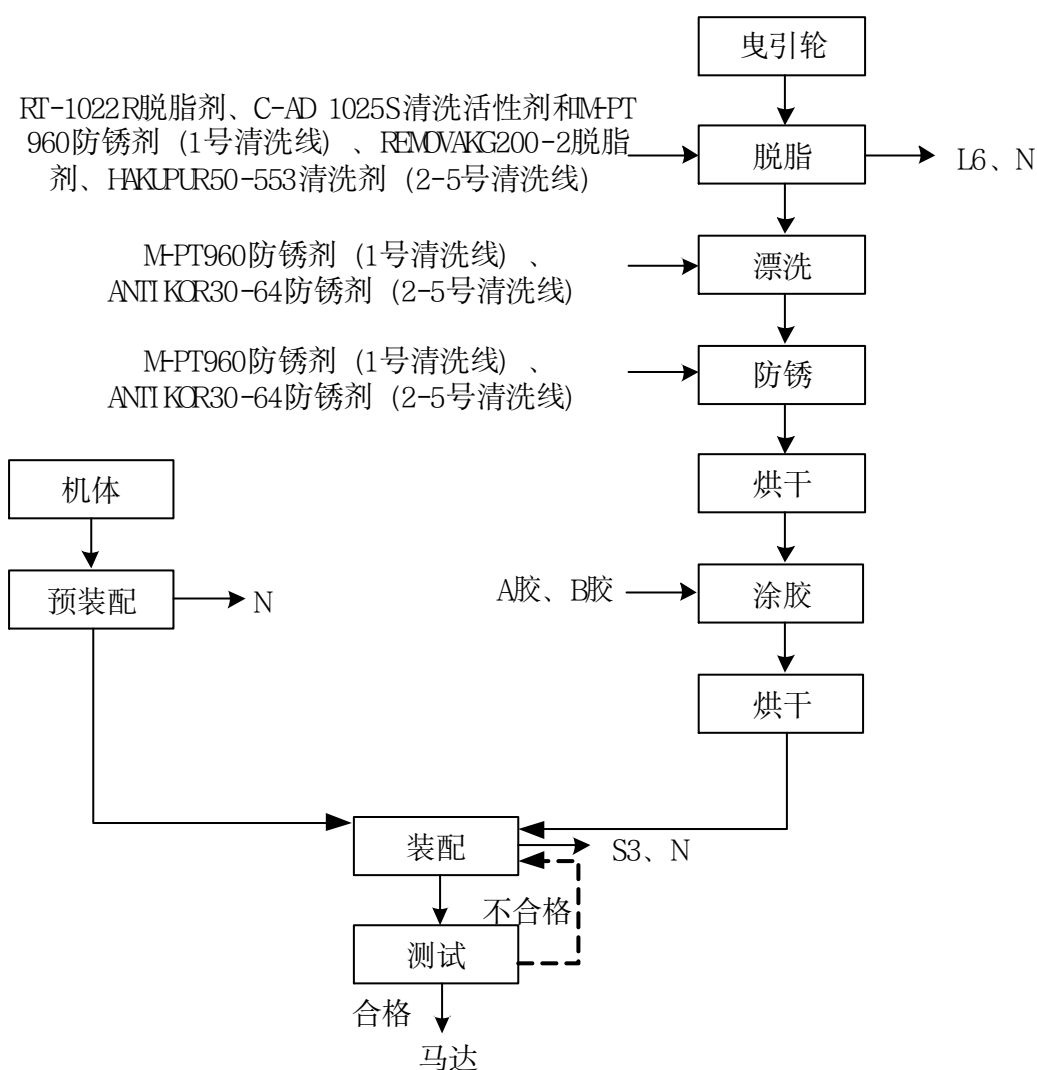 曳引轮
RT-1022R脱脂剂、C-AD 1025S清洗活性剂和M-PT
960防锈剂（1号清洗线）、REMOVAKG200-2脱脂
剂、HAKUPUR50-553清洗剂（2-5号清洗线）
脱脂
L6、N
M-PT960防锈剂（1号清洗线）、
ANTIKOR30-64防锈剂（2-5号清洗线）
漂洗
M-PT960防锈剂（1号清洗线）、
ANTIKOR30-64防锈剂（2-5号清洗线）
防锈
机体
烘干
预装配
N
A胶、B胶
涂胶
烘干
装配
S3、N
不合格
测试
合格
马达